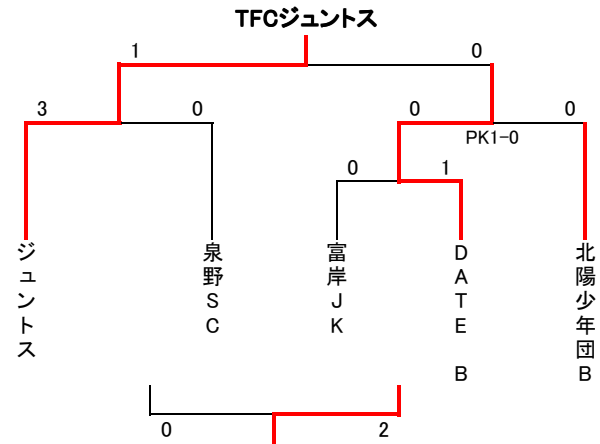 TFCジュントス
1 0
3 0 0 0
PK1-0
0 1
ジュントス
泉野SC
富岸JK
DATE B
北陽少年団B
0 2